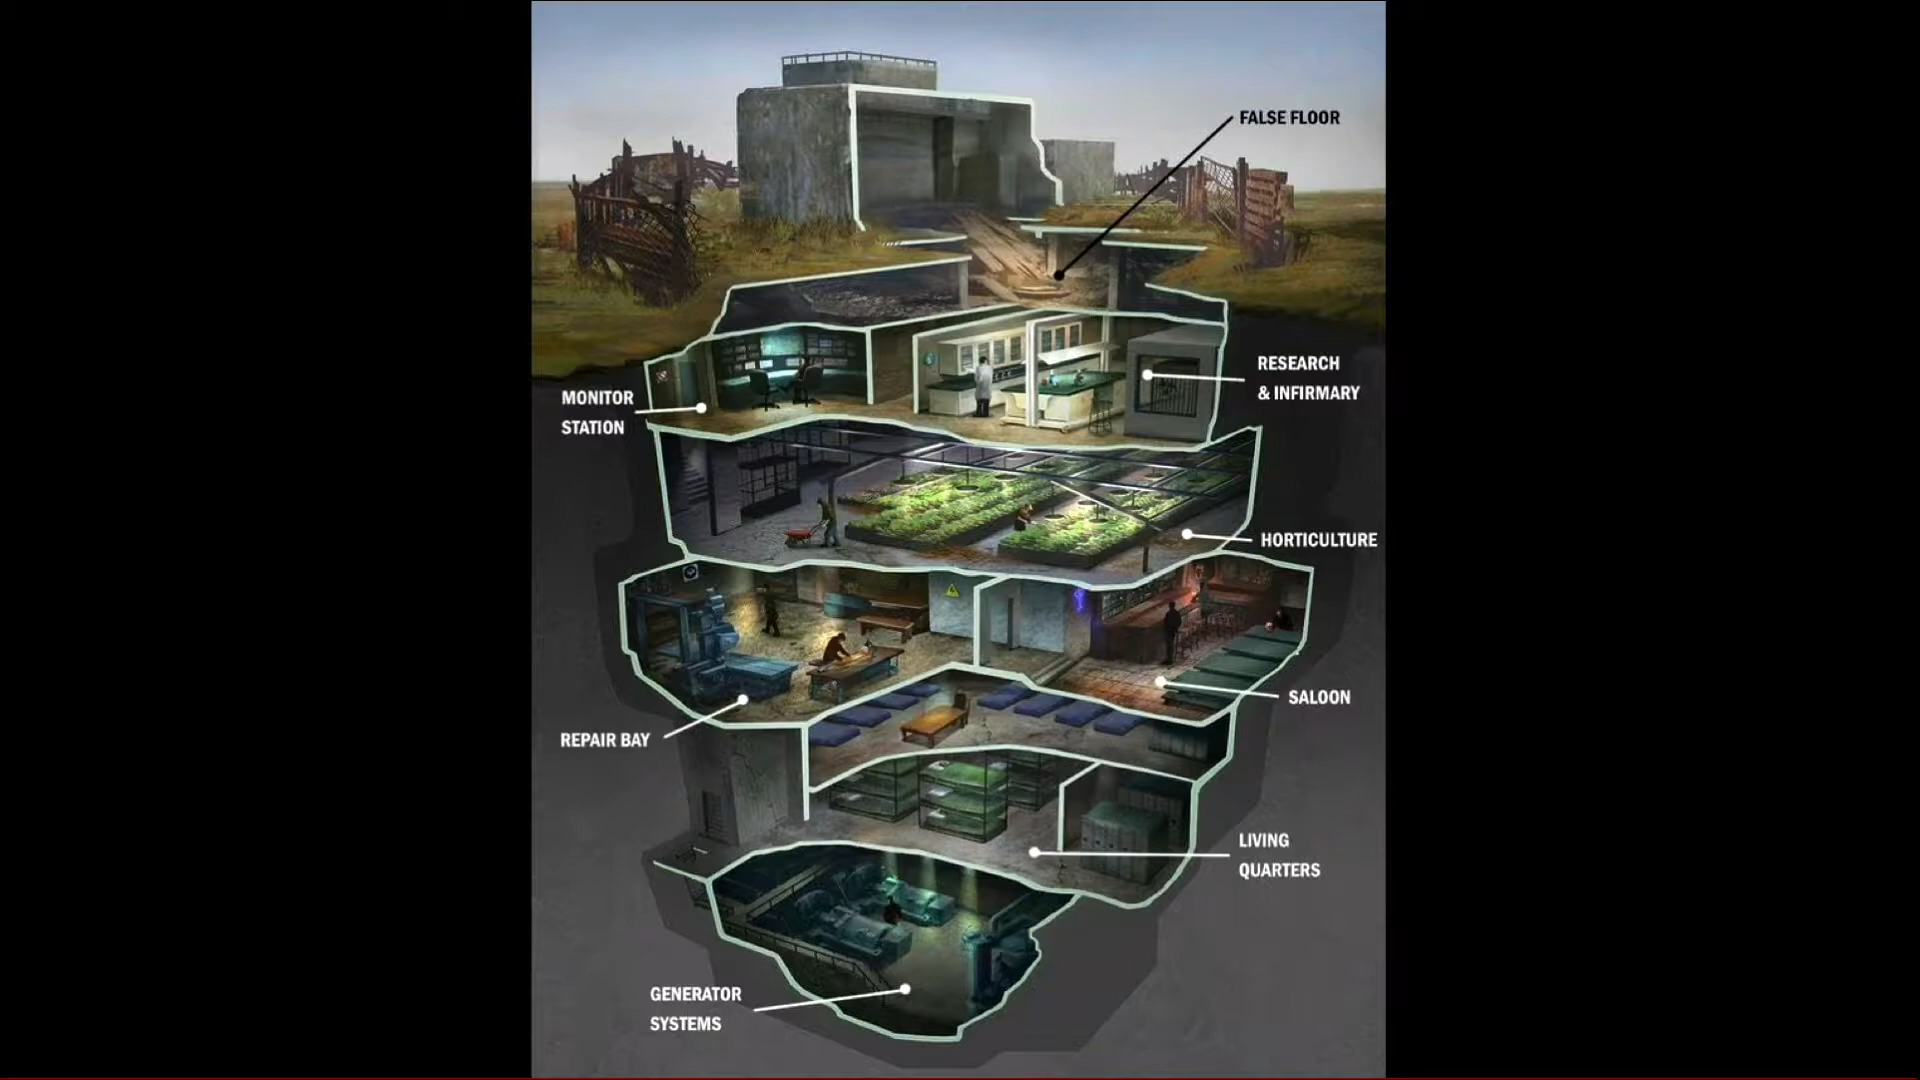 FALSE FLOOR
RESEARCH
& INFIRMARY
MONITOR
STATION
HORTICULTURE
SALOON
REPAIR BAY
LIVING
QUARTERS
GENERATOR
SYSTEMS